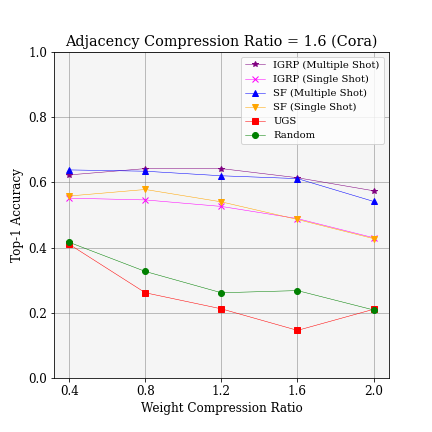 Adjacency Compression Ratio = 1.6 (Cora)
1.0
0.8
0.6
0.4
0.2
0.0
Top-1 Accuracy
IGRP (Multiple Shot)
IGRP (Single Shot)
SF (Multiple Shot)
SF (Single Shot)
UGS
Random
0.4 0.8 1.2 1.6 2.0
Weight Compression Ratio